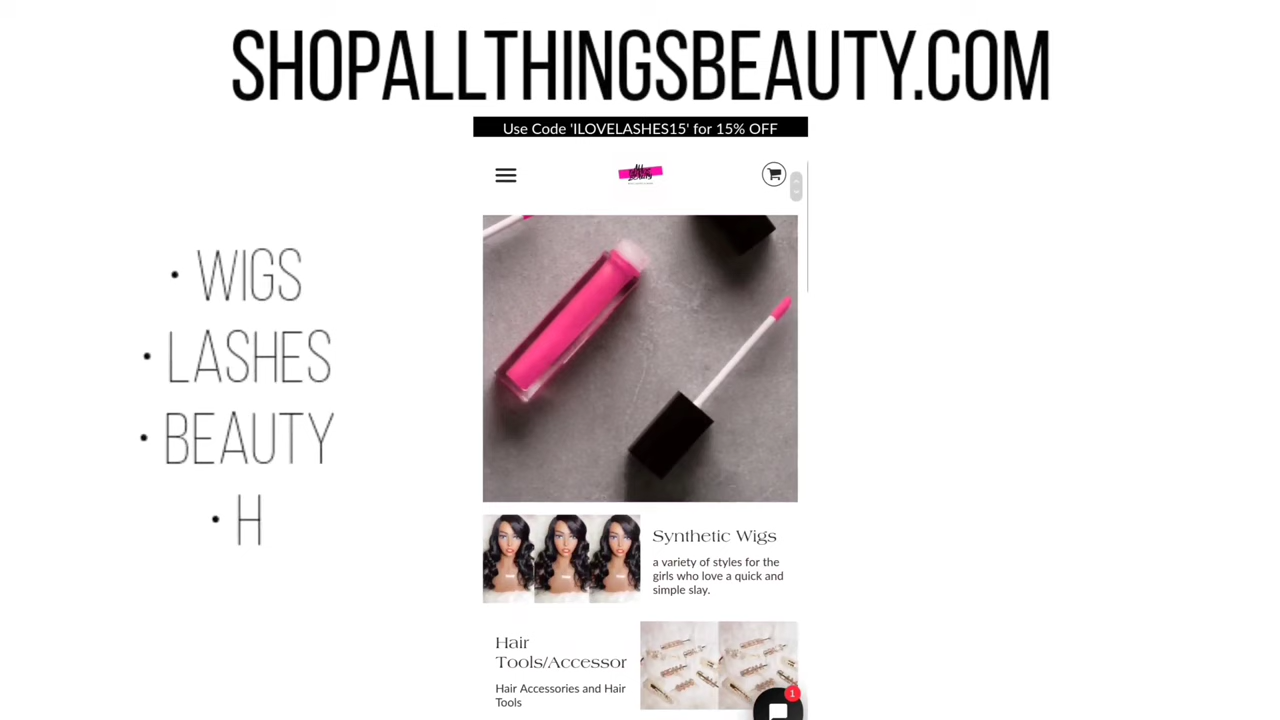 SHOPALLTHINGSBEAUTY.COM
Use Code 'ILOVELASHES15' for 15% OFF
• WIGS
• LASHES
• BEAUTY
• H
Synthetic Wigs
a variety of styles for the
girls who love a quick and
simple slay.
Hair
Tools/Accessor
Hair Accessories and Hair
Tools
1